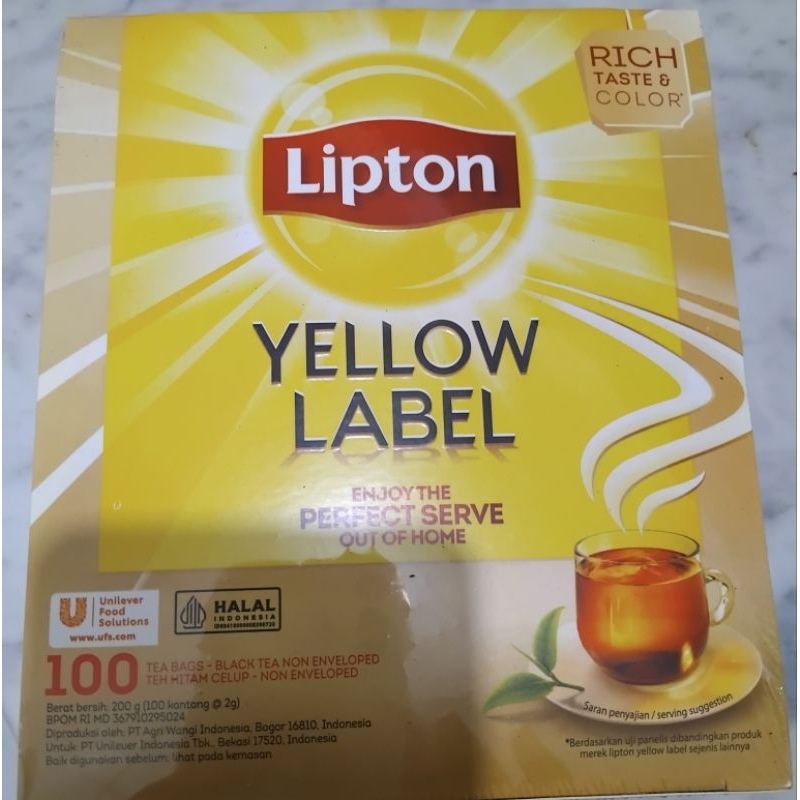 RICH
TASTE &
COLOR*
Lipton
YELLOW
LABEL
ENJOY THE
PERFECT SERVE
OUT OF HOME
Unilever
Food
Solutions
www.ufs.com
HALAL
INDONESIA
100
TEA BAGS - BLACK TEA NON ENVELOPED
TEH HITAM CELUP - NON ENVELOPED
Berat bersih: 200 g (100 kantong @ 2g)
BPOM RI MD 367910295024
Diproduksi oleh: PT Agri Wangi Indonesia, Bogor 16810, Indonesia
Untuk: PT Unilever Indonesia Tbk., Bekasi 17520, Indonesia
Baik digunakan sebelum: lihat pada kemasan
Saran penyajian / serving suggestion
*Berdasarkan uji panelis dibandingkan produk
merek lipton yellow label sejenis lainnya